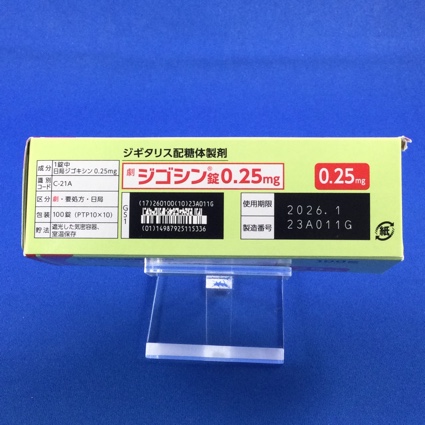 ジギタリス配糖体製剤
劇 ジゴシン®錠0.25mg
0.25mg
成分 1錠中 日局ジゴキシン 0.25mg
識別コード C-21A
区分 劇・要処方・日局
包装 100錠 (PTP10×10)
貯法 遮光した気密容器、室温保存
GS1
(17)260100(10)23A011G
(01)14987925115336
使用期限 2026.1
製造番号 23A011G
紙